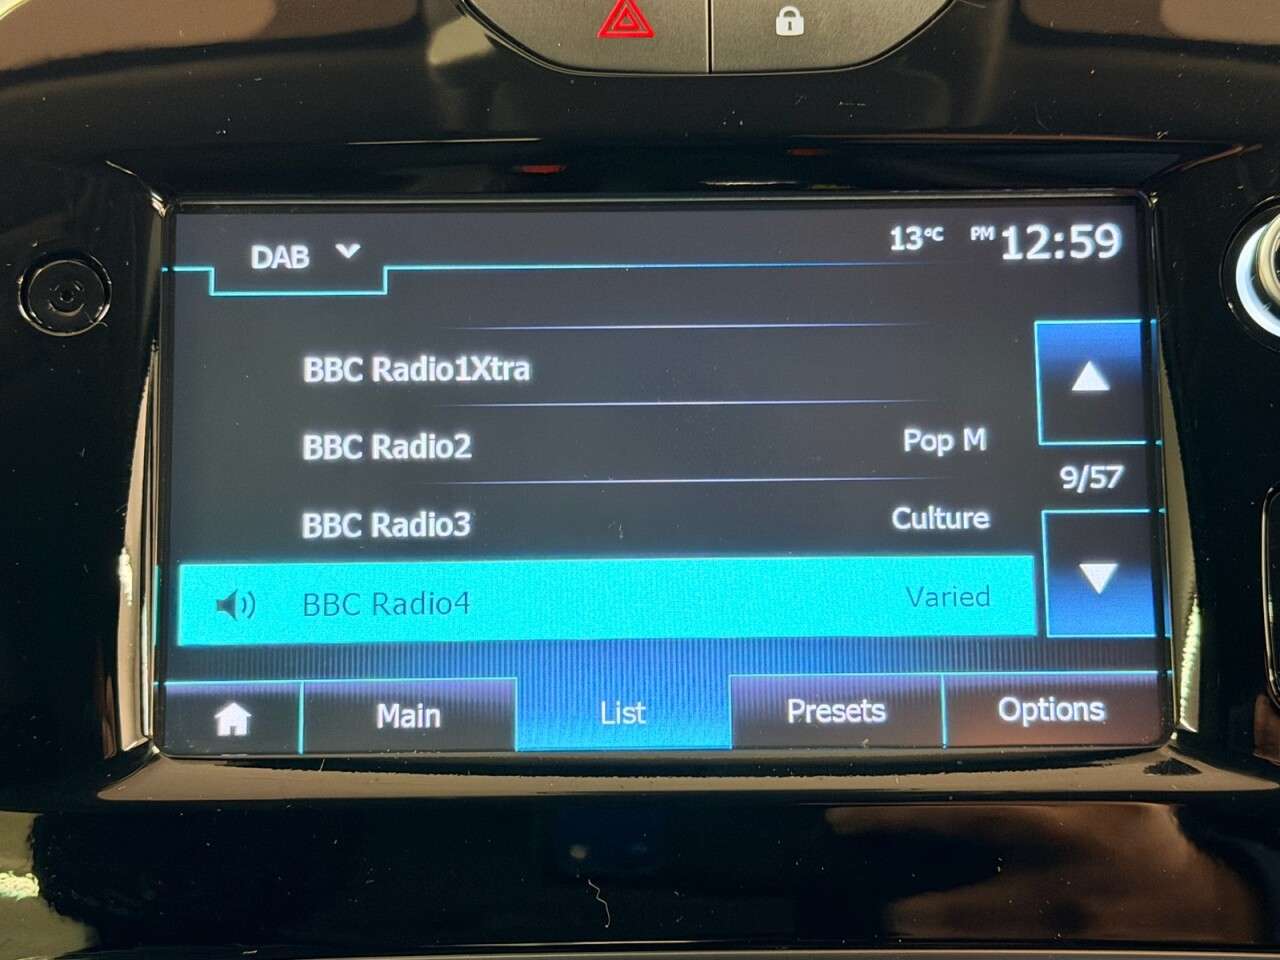 DAB 13°C PM 12:59
BBC Radio1Xtra
BBC Radio2 Pop M
9/57
BBC Radio3 Culture
BBC Radio4 Varied
Main List Presets Options